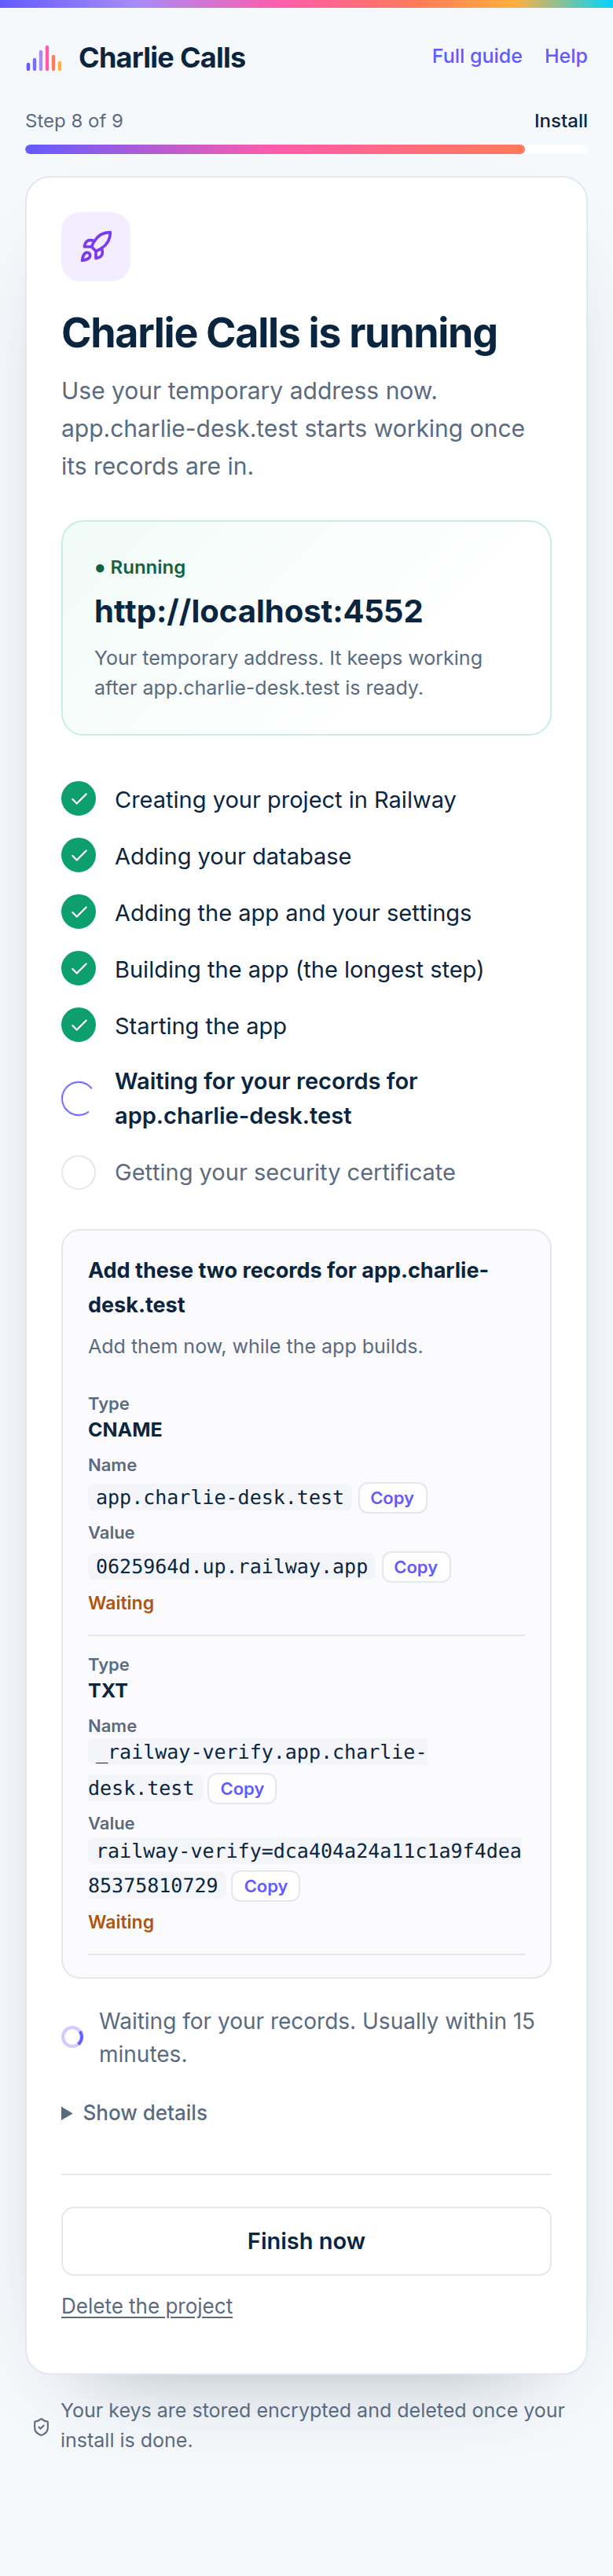 Charlie Calls
Full guide
Help
Step 8 of 9
Install
Charlie Calls is running
Use your temporary address now.
app.charlie-desk.test starts working once
its records are in.
● Running
http://localhost:4552
Your temporary address. It keeps working
after app.charlie-desk.test is ready.
Creating your project in Railway
Adding your database
Adding the app and your settings
Building the app (the longest step)
Starting the app
Waiting for your records for
app.charlie-desk.test
Getting your security certificate
Add these two records for app.charlie-
desk.test
Add them now, while the app builds.
Type
CNAME
Name
app.charlie-desk.test Copy
Value
0625964d.up.railway.app Copy
Waiting
Type
TXT
Name
_railway-verify.app.charlie-
desk.test Copy
Value
railway-verify=dca404a24a11c1a9f4dea
85375810729 Copy
Waiting
Waiting for your records. Usually within 15
minutes.
Show details
Finish now
Delete the project
Your keys are stored encrypted and deleted once your
install is done.